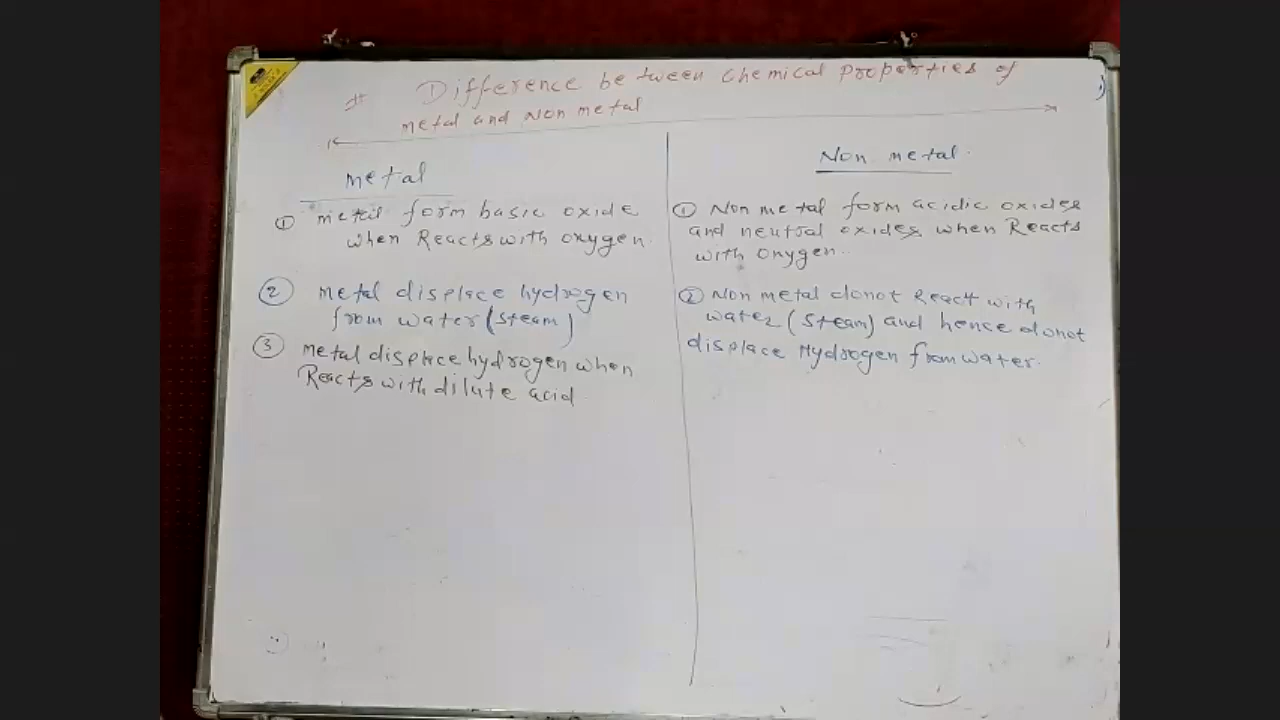 # Difference between chemical properties of
metal and Non metal
metal
① metals form basic oxide
when Reacts with oxygen.
② metal displace hydrogen
from water (steam)
③ metal displace hydrogen when
Reacts with dilute acid
Non metal.
① Non metal form acidic oxides
and neutral oxides when Reacts
with oxygen..
② Non metal donot React with
water (steam) and hence donot
displace Hydrogen from water.